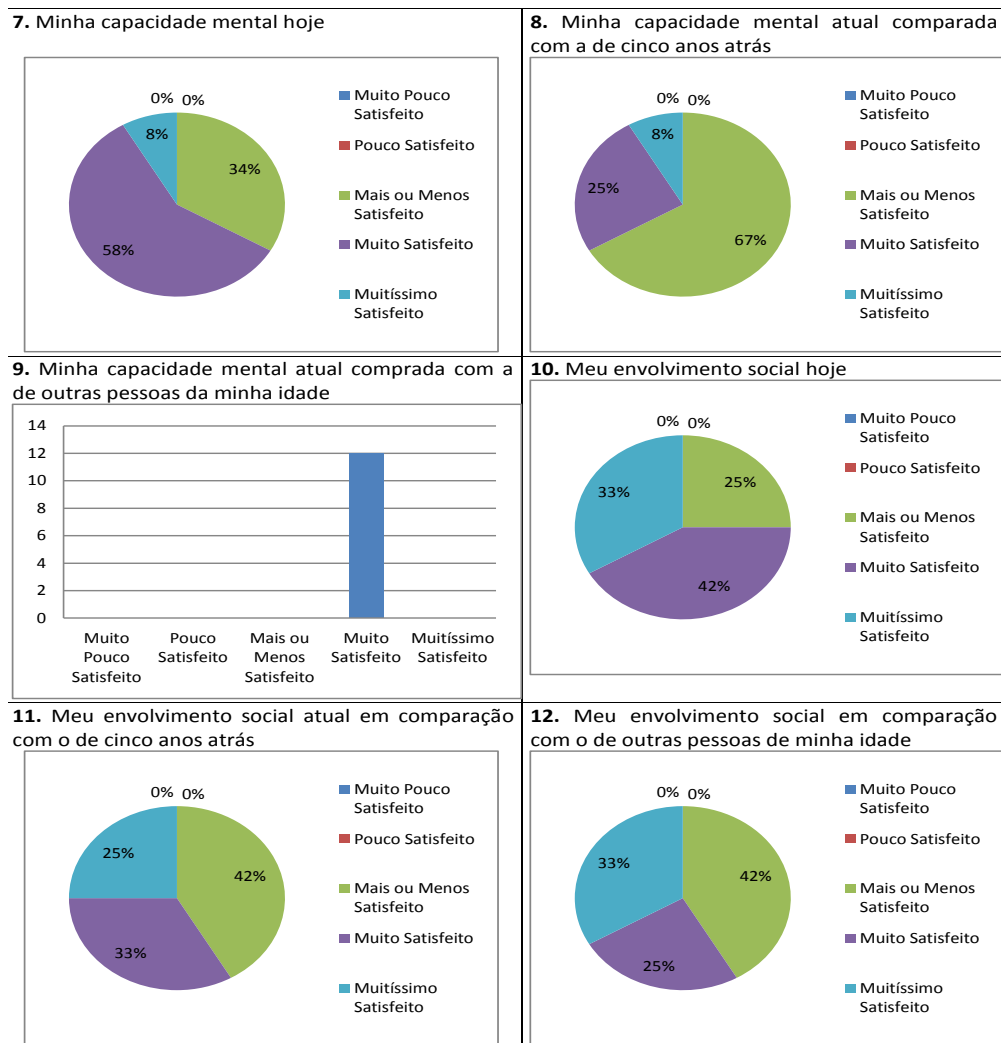 7. Minha capacidade mental hoje
0% 0%
8%
34%
58%
Muito Pouco
Satisfeito
Pouco Satisfeito
Mais ou Menos
Satisfeito
Muito Satisfeito
Muitíssimo
Satisfeito
8. Minha capacidade mental atual comparada
com a de cinco anos atrás
0% 0%
8%
25%
67%
Muito Pouco
Satisfeito
Pouco Satisfeito
Mais ou Menos
Satisfeito
Muito Satisfeito
Muitíssimo
Satisfeito
9. Minha capacidade mental atual comprada com a
de outras pessoas da minha idade
14
12
10
8
6
4
2
0
Muito Pouco Mais ou Muito Muitíssimo
Pouco Satisfeito Menos Satisfeito Satisfeito
Satisfeito Satisfeito
10. Meu envolvimento social hoje
0% 0%
33%
25%
42%
Muito Pouco
Satisfeito
Pouco Satisfeito
Mais ou Menos
Satisfeito
Muito Satisfeito
Muitíssimo
Satisfeito
11. Meu envolvimento social atual em comparação
com o de cinco anos atrás
0% 0%
25%
42%
33%
Muito Pouco
Satisfeito
Pouco Satisfeito
Mais ou Menos
Satisfeito
Muito Satisfeito
Muitíssimo
Satisfeito
12. Meu envolvimento social em comparação
com o de outras pessoas de minha idade
0% 0%
33%
42%
25%
Muito Pouco
Satisfeito
Pouco Satisfeito
Mais ou Menos
Satisfeito
Muito Satisfeito
Muitíssimo
Satisfeito